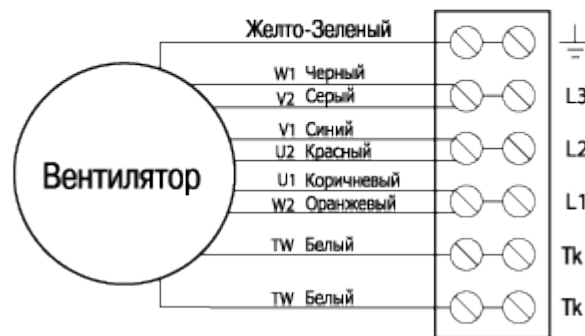 Желто-Зеленый
W1 Черный
V2 Серый
L3
V1 Синий
U2 Красный
L2
Вентилятор
U1 Коричневый
W2 Оранжевый
L1
TW Белый
Tk
TW Белый
Tk